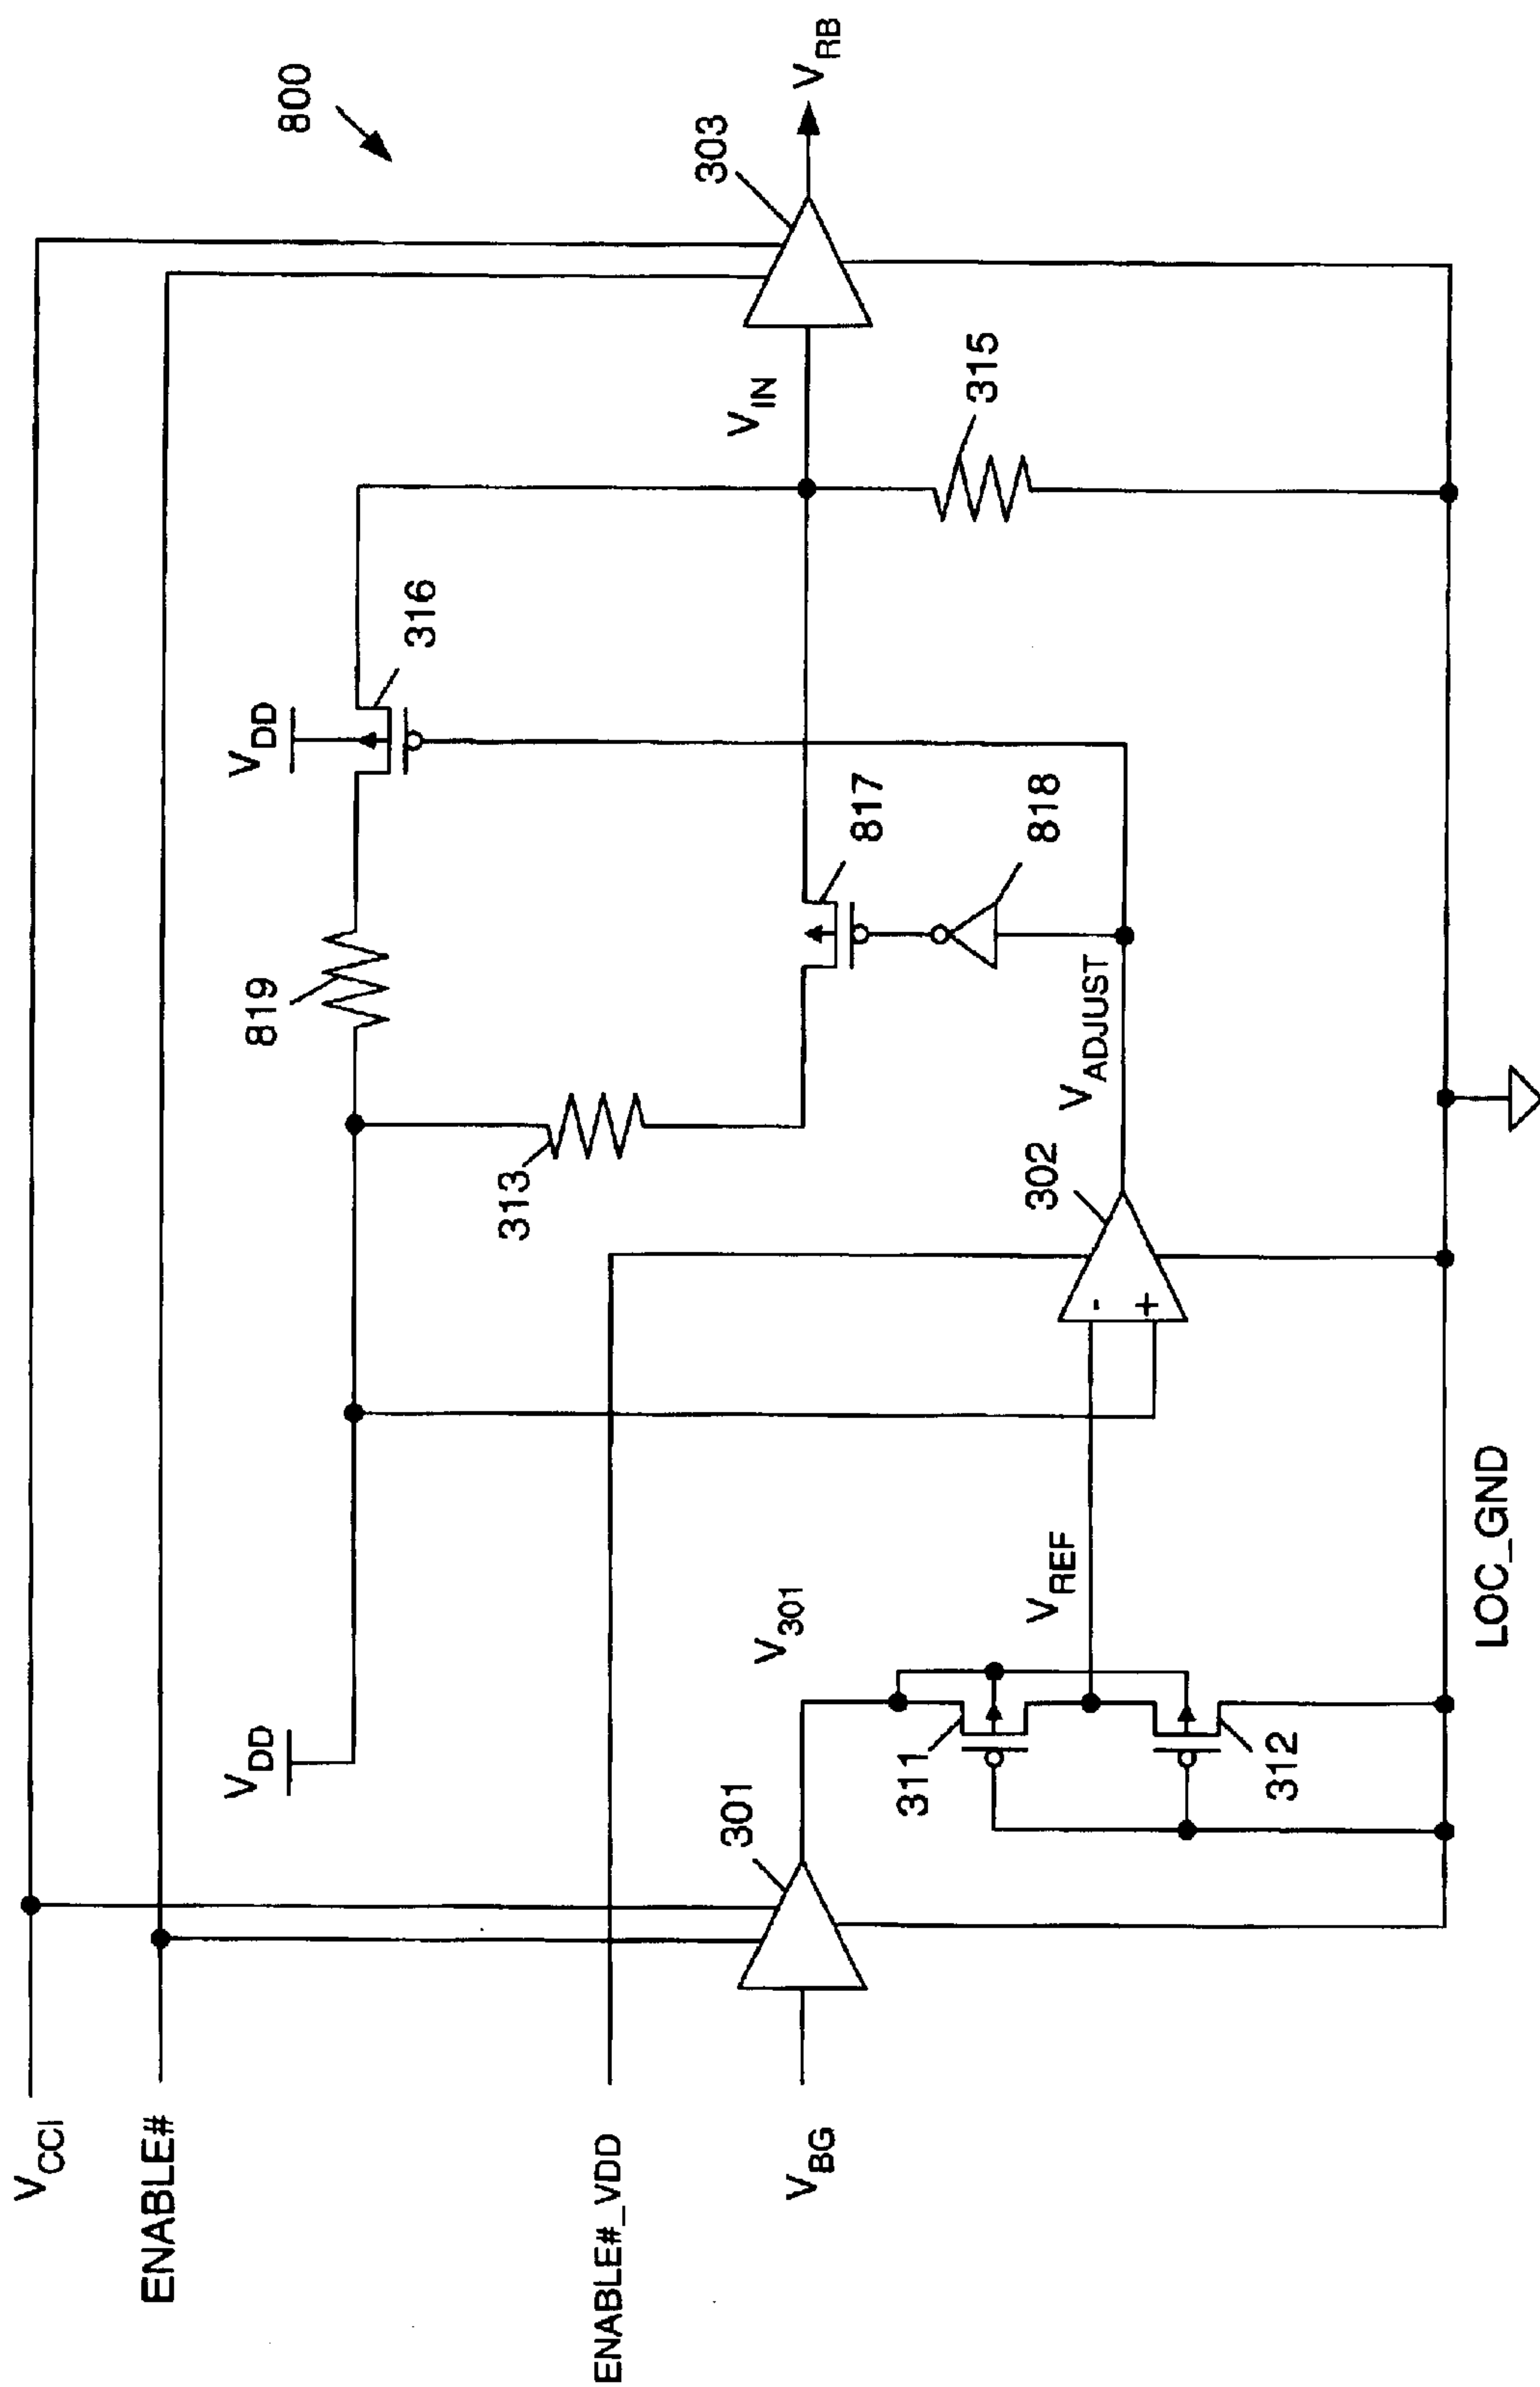 800
V_CCI
ENABLE#
V_DD
V_DD
819
316
303
V_RB
ENABLE#_VDD
313
817
V_IN
V_BG
301
V_301
818
315
311
V_REF
302
V_ADJUST
312
LOC_GND